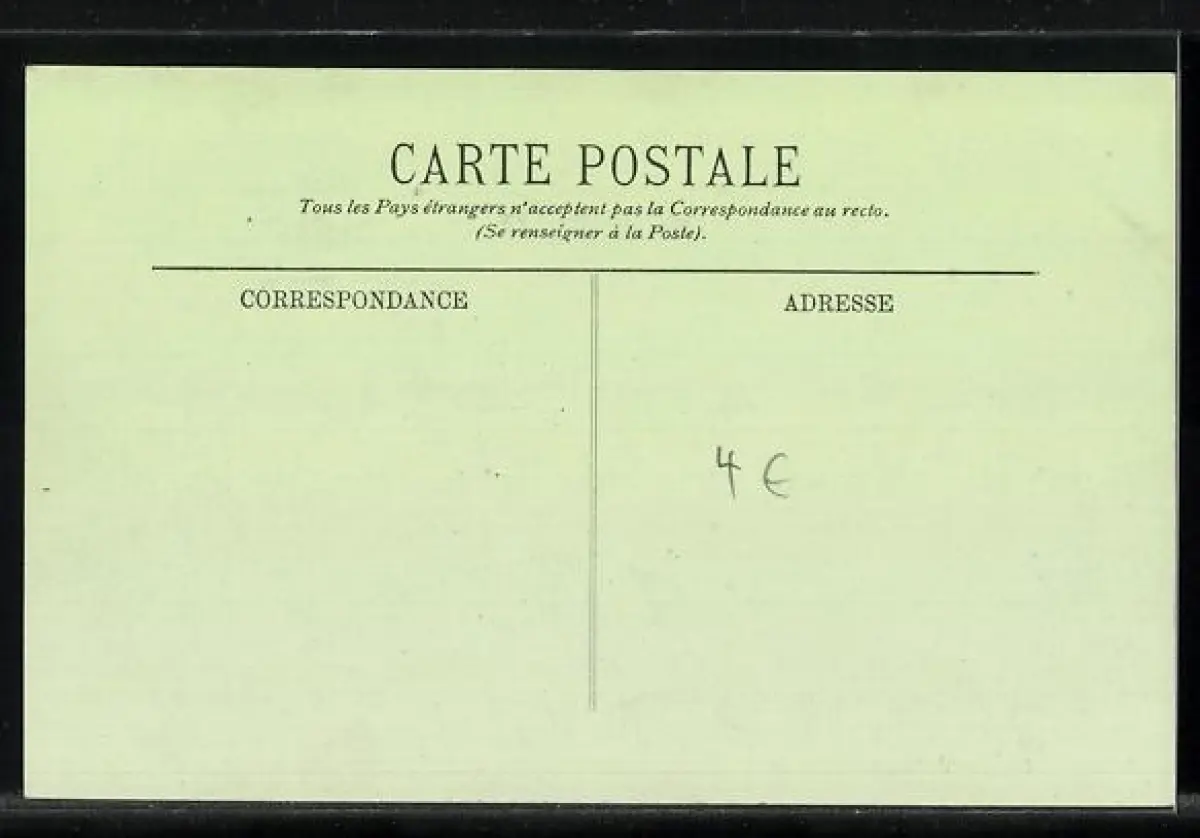 CARTE POSTALE
Tous les Pays étrangers n'acceptent pas la Correspondance au recto.
(Se renseigner à la Poste).
CORRESPONDANCE
ADRESSE
4 €